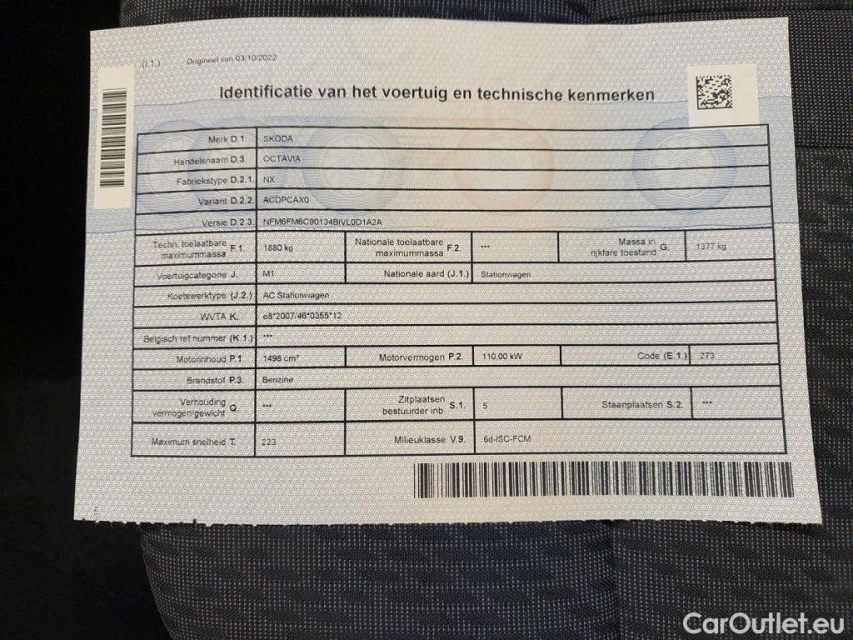 (I.1.) Origineel van 03/10/2022
Identificatie van het voertuig en technische kenmerken
Merk D.1. SKODA
Handelsnaam D.3. OCTAVIA
Fabriekstype D.2.1. NX
Variant D.2.2. ACDPCAX0
Versie D.2.3. NFM6FM6C90134BIVL0D1A2A
Techn. toelaatbare maximummassa F.1. 1880 kg Nationale toelaatbare maximummassa F.2. --- Massa in rijklare toestand G. 1377 kg
Voertuigcategorie J. M1 Nationale aard (J.1.) Stationwagen
Koetswerktype (J.2.) AC Stationwagen
WVTA K. e8*2007/46*0355*12
Belgisch ref nummer (K.1.) ---
Motorinhoud P.1. 1498 cm³ Motorvermogen P.2. 110,00 kW Code (E.1.) 273
Brandstof P.3. Benzine
Verhouding vermogen/gewicht Q. --- Zitplaatsen bestuurder inb S.1. 5 Staanplaatsen S.2. ---
Maximum snelheid T. 223 Milieuklasse V.9. 6d-ISC-FCM
CarOutlet.eu